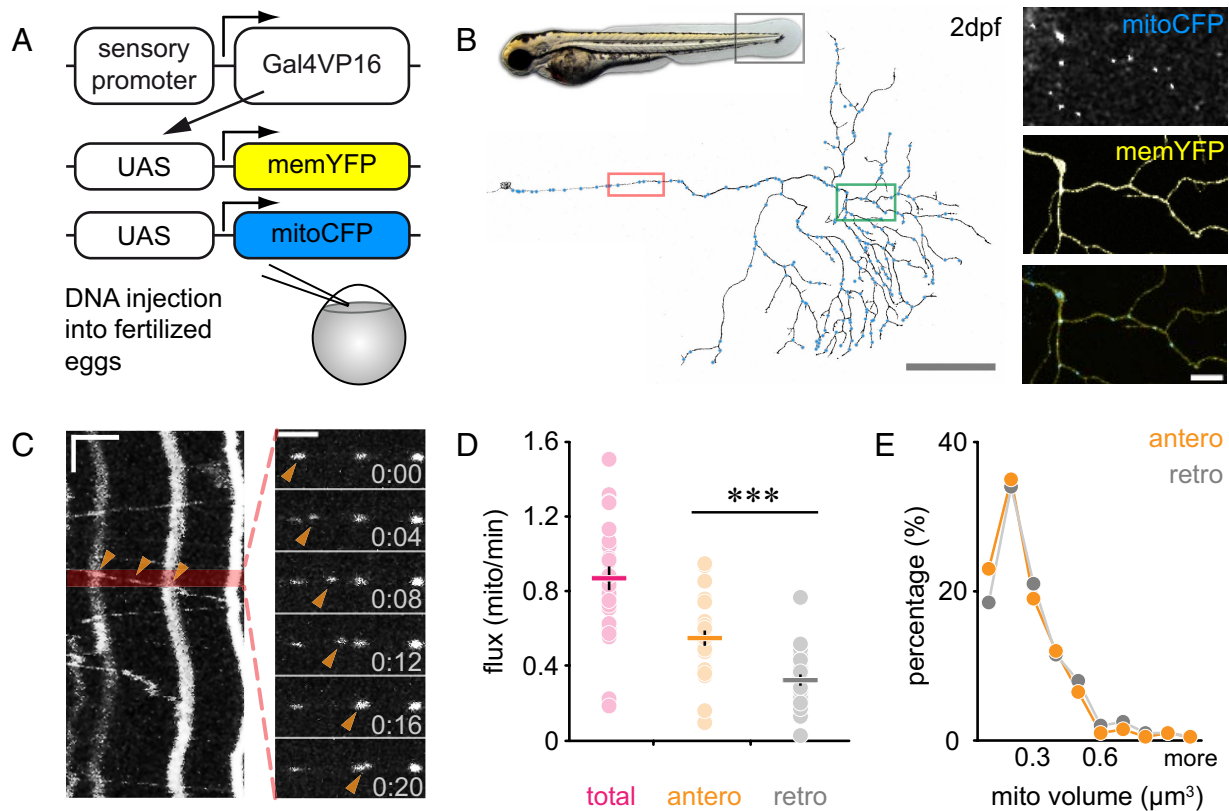 A
sensory
promoter
Gal4VP16
UAS
memYFP
UAS
mitoCFP
DNA injection
into fertilized
eggs
B
2dpf
mitoCFP
memYFP
C
0:00
0:04
0:08
0:12
0:16
0:20
D
flux (mito/min)
1.6
1.2
0.8
0.4
0
***
total
antero
retro
E
antero
retro
percentage (%)
40
20
0
0.3
0.6
more
mito volume (µm³)